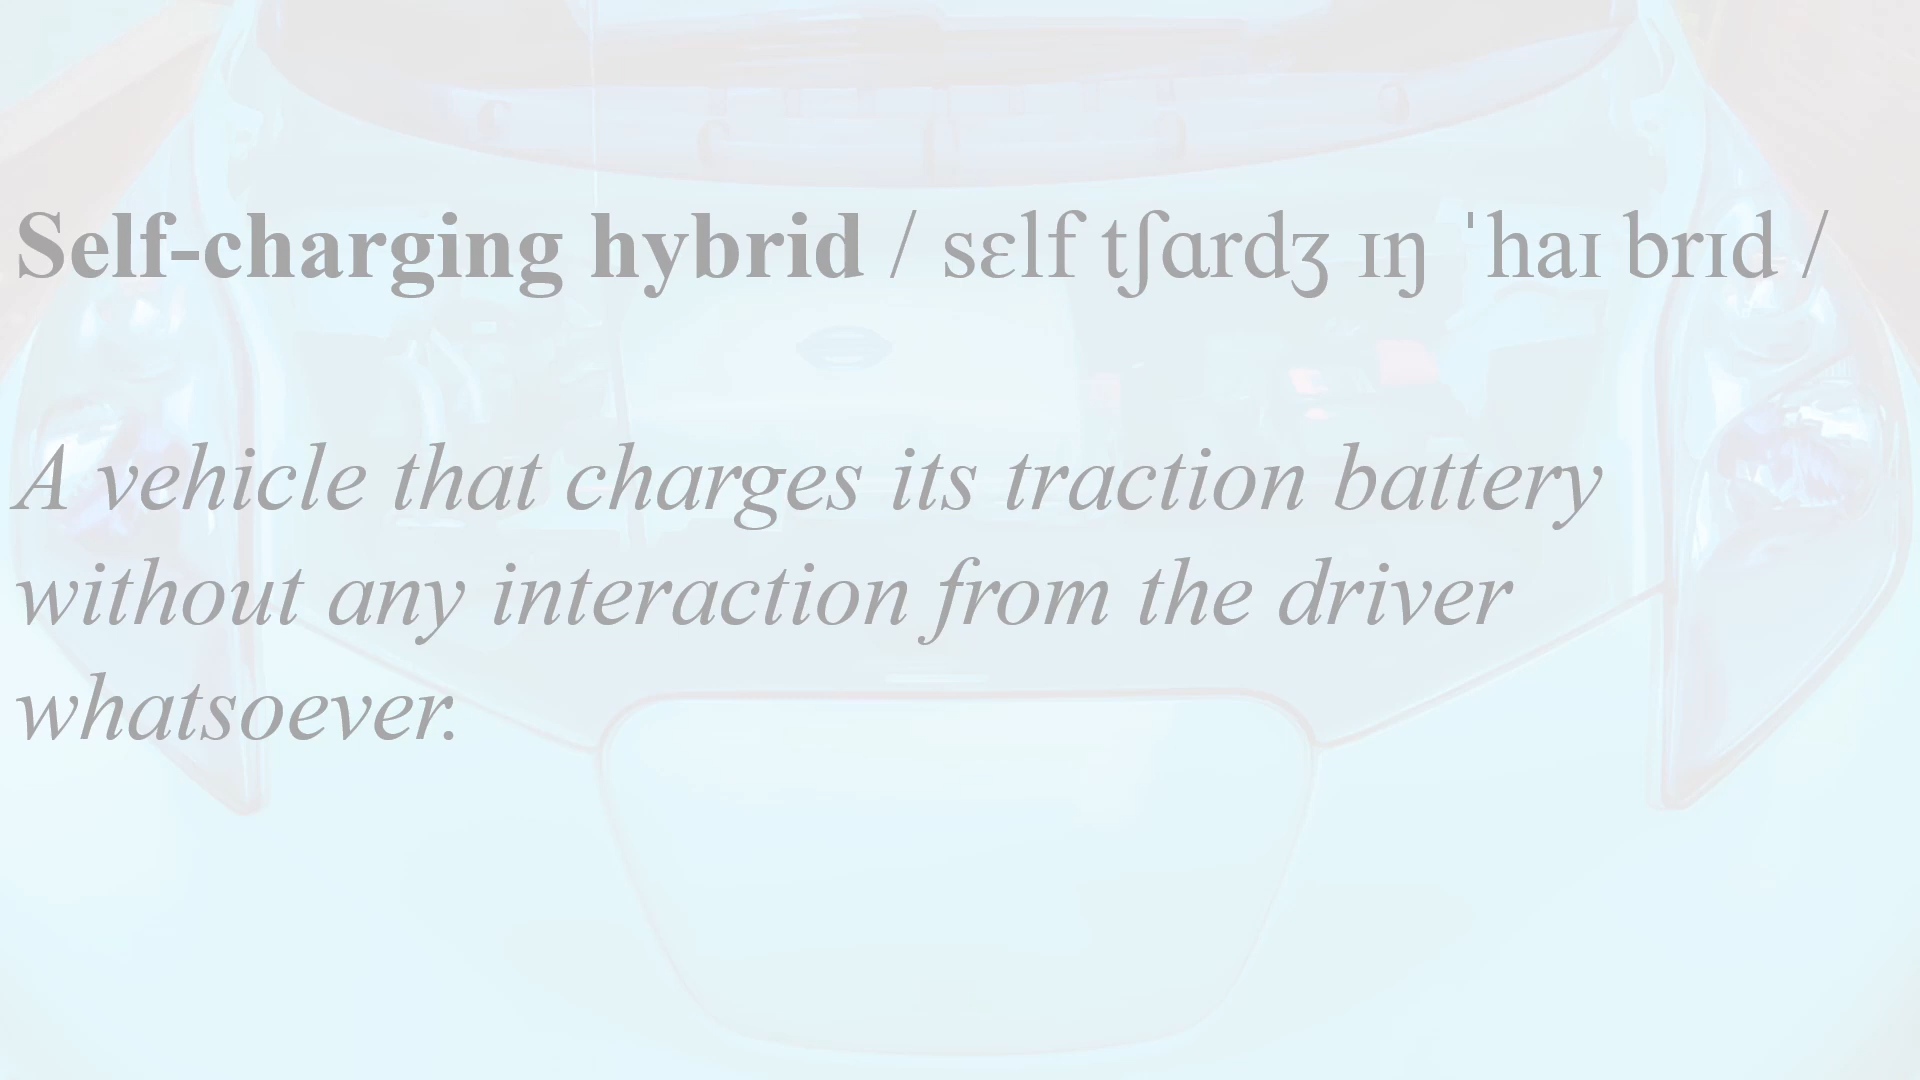 Self-charging hybrid / sɛlf tʃɑrdʒ ɪŋ ˈhaɪ brɪd /
A vehicle that charges its traction battery
without any interaction from the driver
whatsoever.